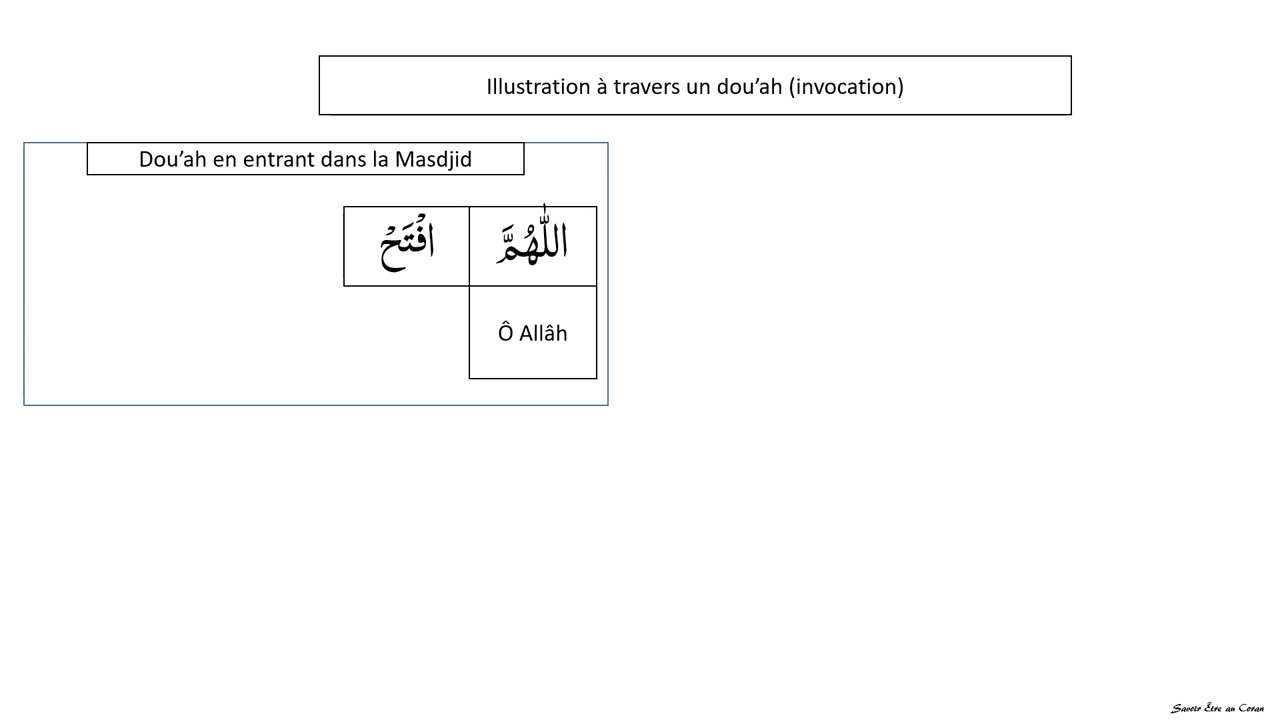 Illustration à travers un dou’ah (invocation)
Dou’ah en entrant dans la Masdjid
اللّٰهُمَّ افْتَحْ
Ô Allâh
Savoir Être au Coran